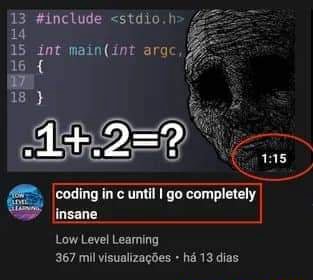 13 #include <stdio.h>
14
15 int main(int argc,
16 {
17
18 }
.1+.2=?
1:15
LOW
LEVEL
LEARNING
coding in c until I go completely
insane
Low Level Learning
367 mil visualizações • há 13 dias